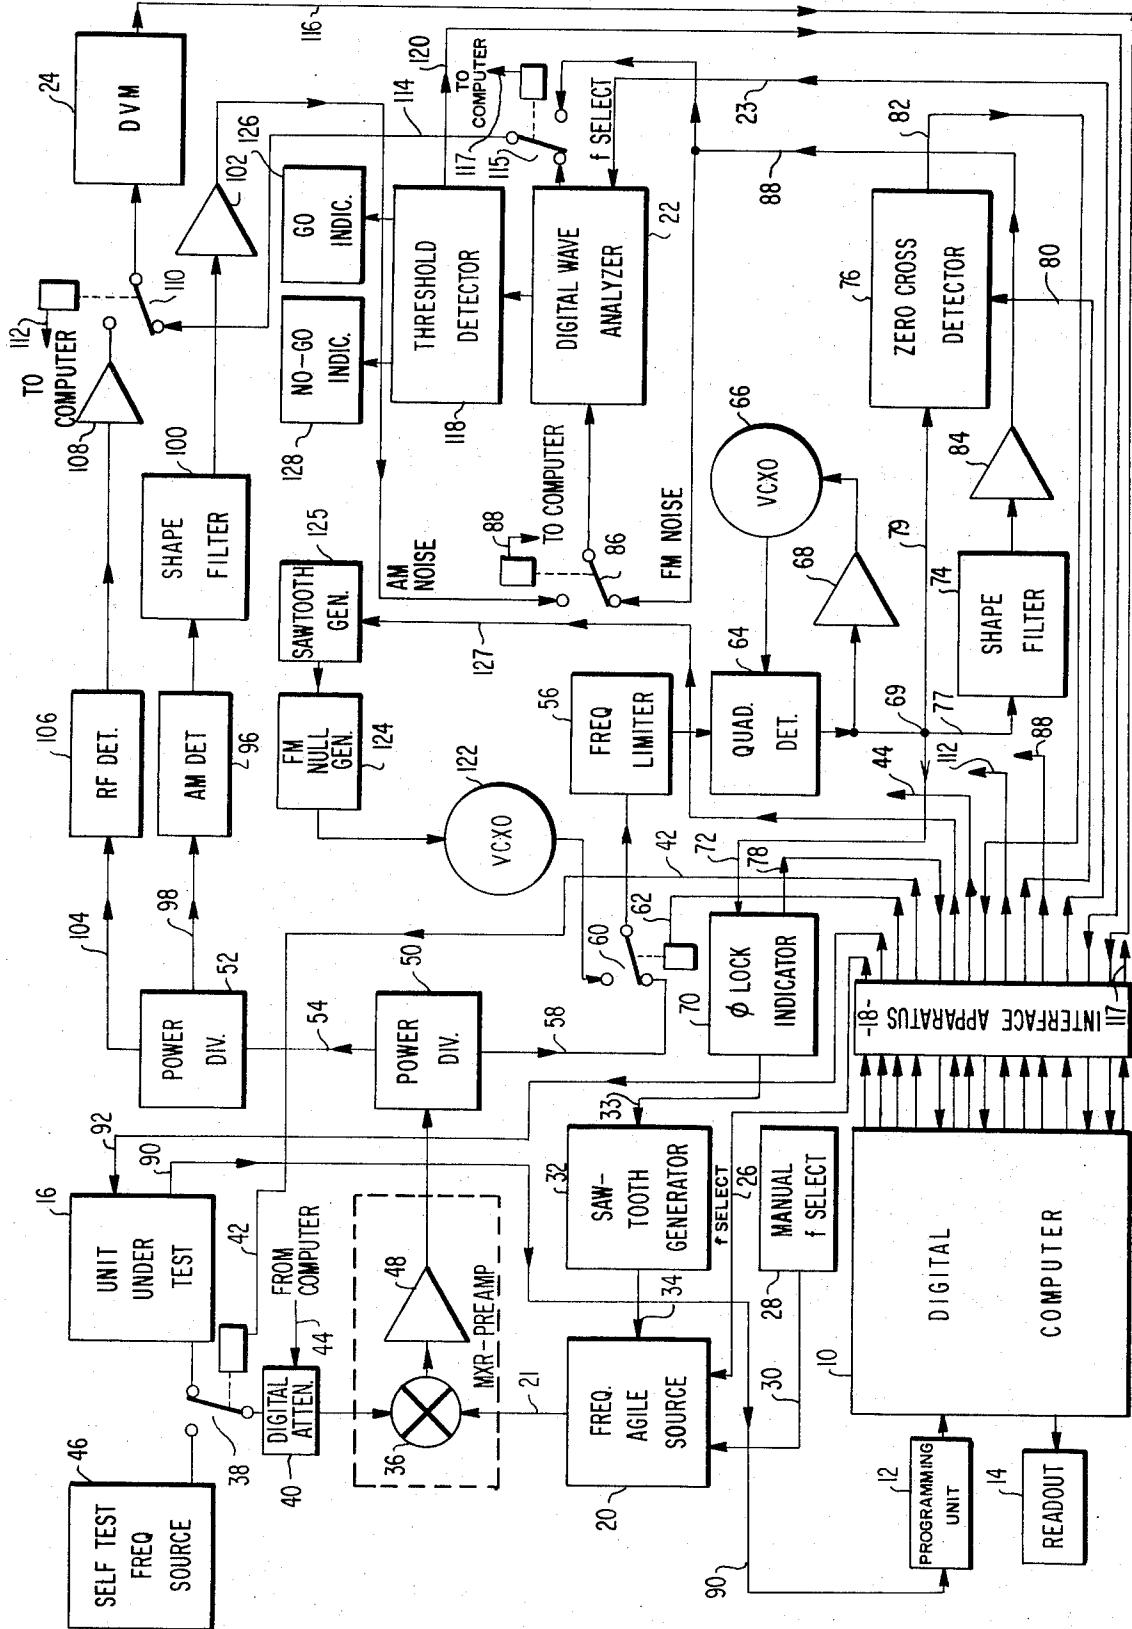 SELF TEST
FREQ
SOURCE
46
UNIT
UNDER
TEST
16
92
90
42
38
FROM
COMPUTER
44
DIGITAL
ATTEN.
40
36
48
MXR-PREAMP
21
FREQ.
AGILE
SOURCE
20
SAW-
TOOTH
GENERATOR
32
33
34
f SELECT
26
MANUAL
f SELECT
28
30
90
PROGRAMMING
UNIT
12
READOUT
14
DIGITAL
COMPUTER
10
INTERFACE APPARATUS
-18-
117
POWER
DIV.
52
54
POWER
DIV.
50
58
104
98
RF DET.
106
AM DET
96
SHAPE
FILTER
100
102
108
TO
COMPUTER
112
110
DVM
24
116
FM
NULL
GEN.
124
SAWTOOTH
GEN.
125
127
VCXO
122
60
62
42
72
78
φ LOCK
INDICATOR
70
FREQ
LIMITER
56
QUAD.
DET.
64
VCXO
66
68
69
77
79
44
112
88
SHAPE
FILTER
74
84
ZERO CROSS
DETECTOR
76
80
82
88
23
AM
NOISE
88
TO COMPUTER
86
FM NOISE
DIGITAL WAVE
ANALYZER
22
f SELECT
THRESHOLD
DETECTOR
118
NO-GO
INDIC.
128
GO
INDIC.
126
114
120
115
117
TO
COMPUTER